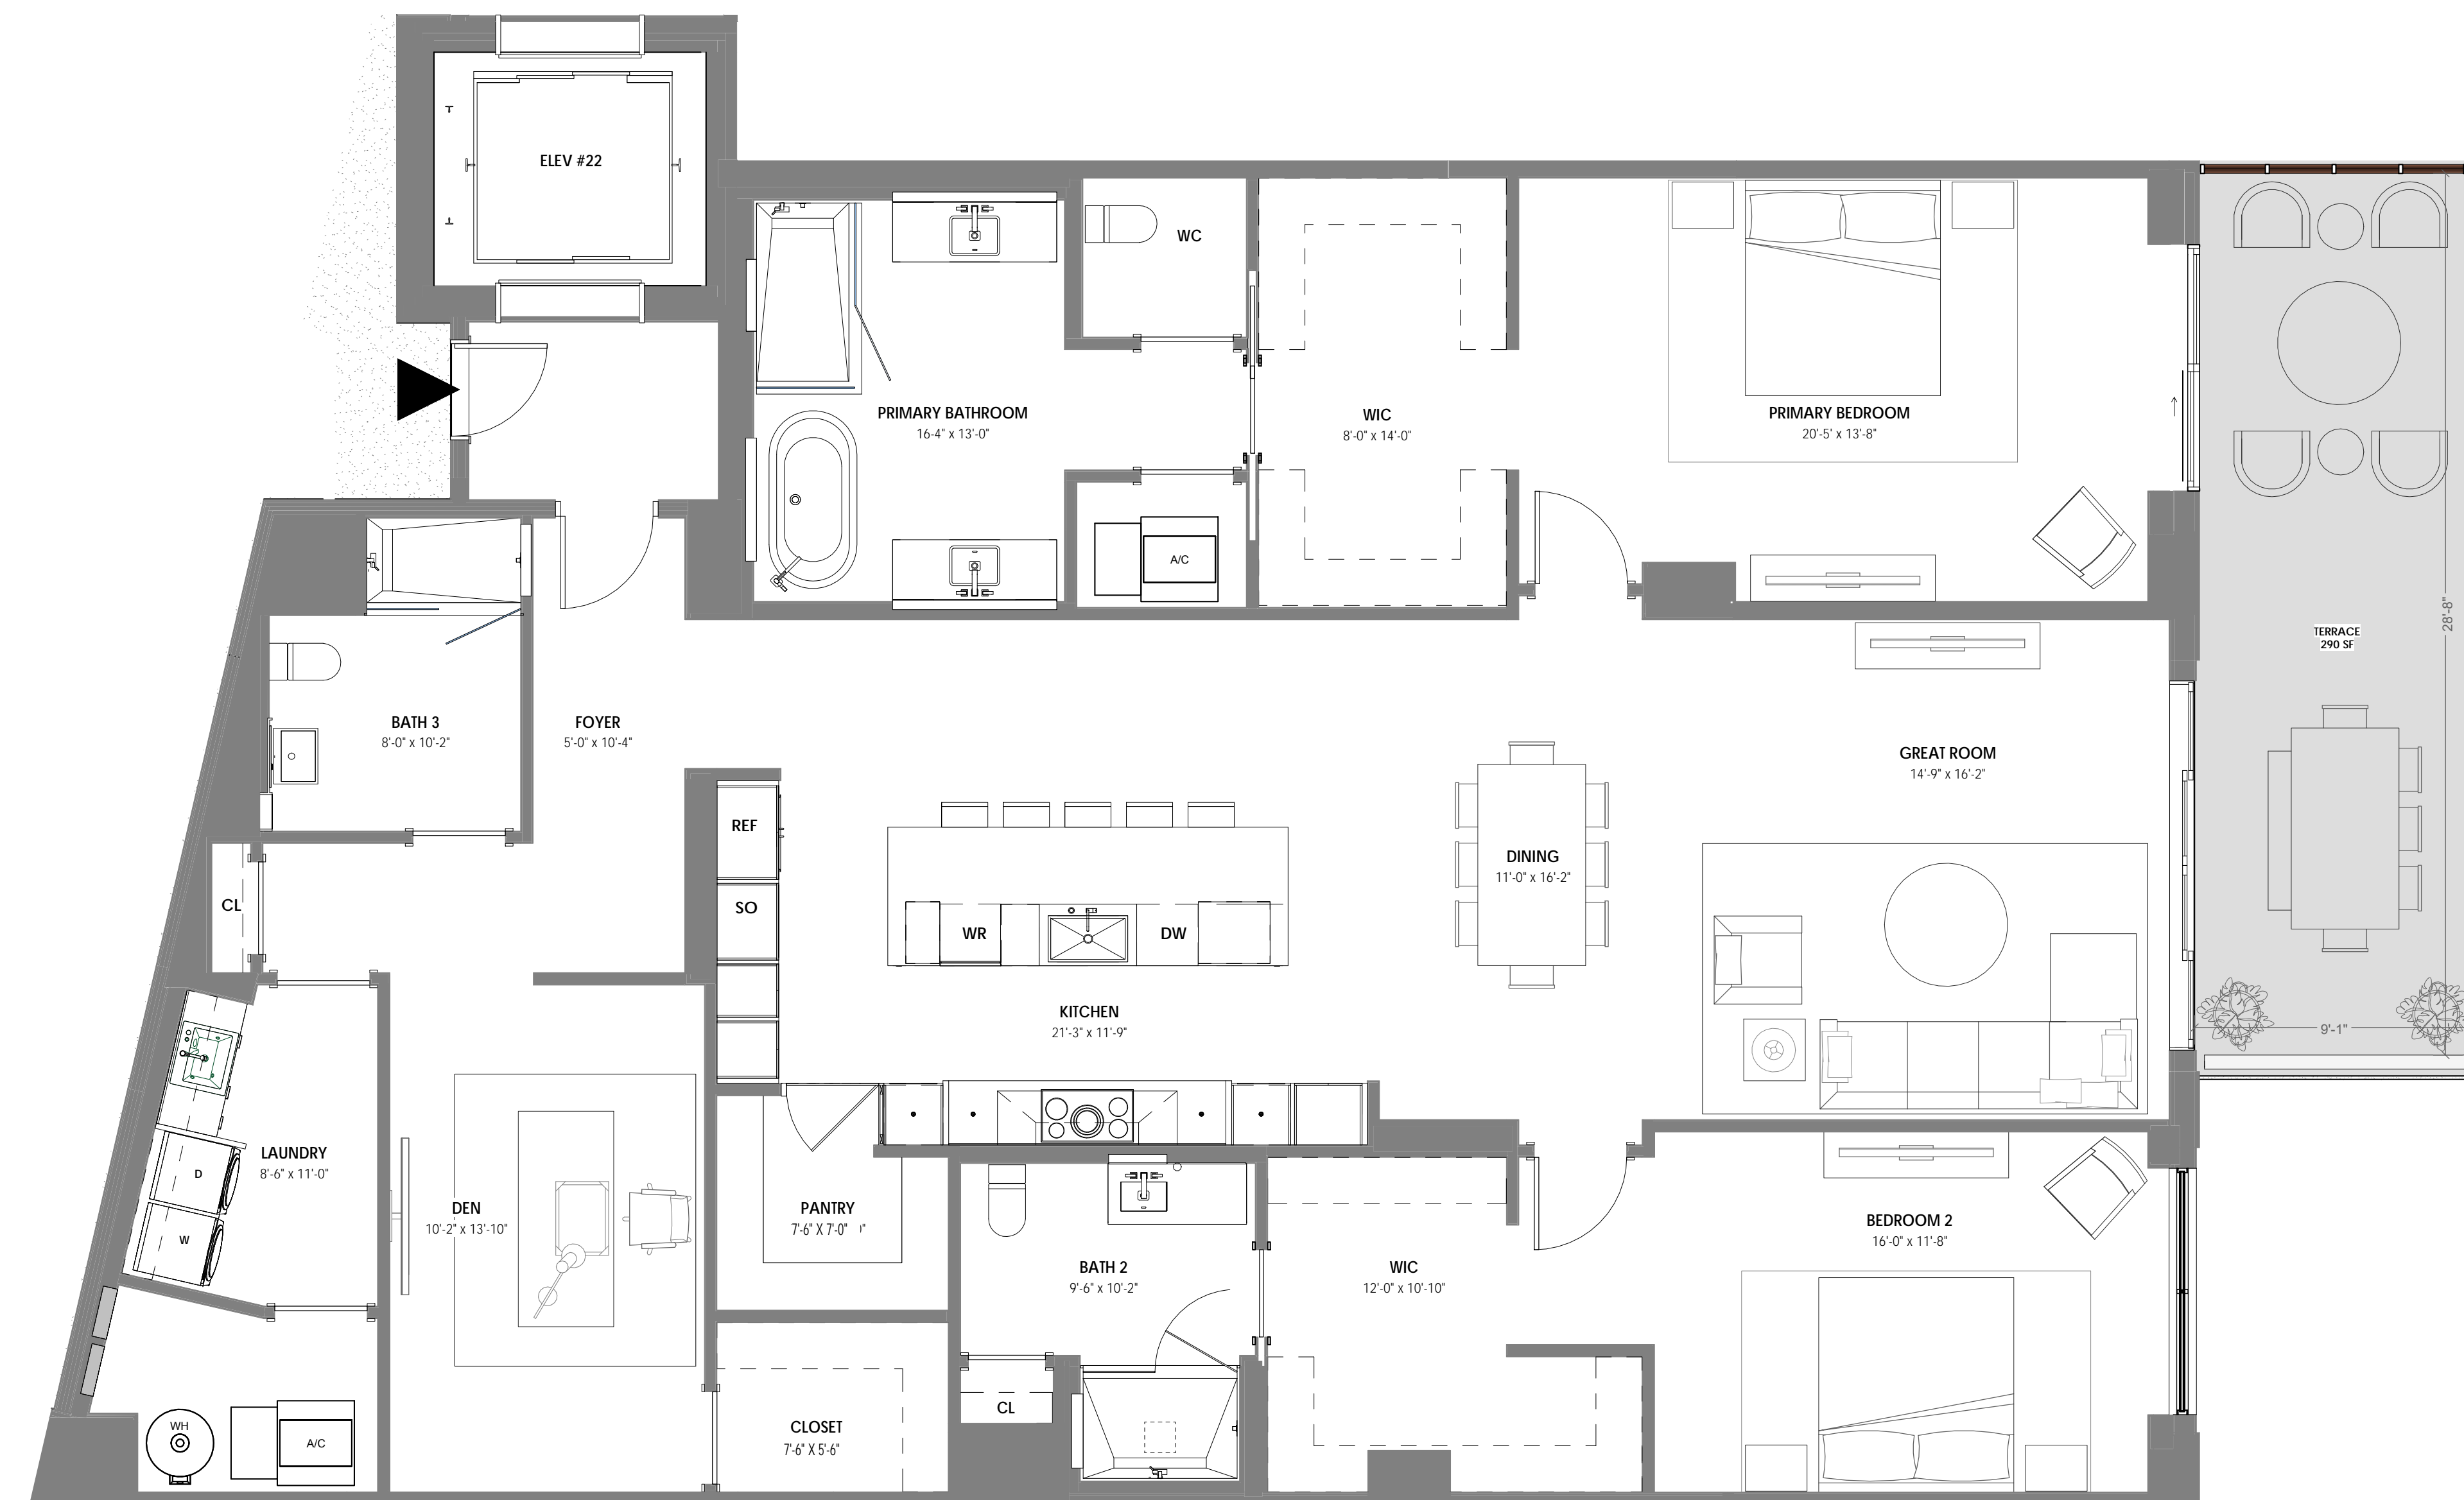 ELEV #22
WC
PRIMARY BATHROOM
16-4" x 13'-0"
WIC
8'-0" x 14'-0"
PRIMARY BEDROOM
20'-5' x 13'-8"
A/C
TERRACE
290 SF
28'-8"
9'-1"
BATH 3
8'-0" x 10'-2"
FOYER
5'-0" x 10'-4"
GREAT ROOM
14'-9" x 16'-2"
REF
SO
CL
WR
DW
DINING
11'-0" x 16'-2"
KITCHEN
21'-3" x 11'-9"
LAUNDRY
8'-6" x 11'-0"
D
W
DEN
10'-2" x 13'-10"
PANTRY
7'-6" X 7'-0"
BATH 2
9'-6" x 10'-2"
WIC
12'-0" x 10'-10"
BEDROOM 2
16'-0" x 11'-8"
CL
CLOSET
7'-6" X 5'-6"
WH
A/C